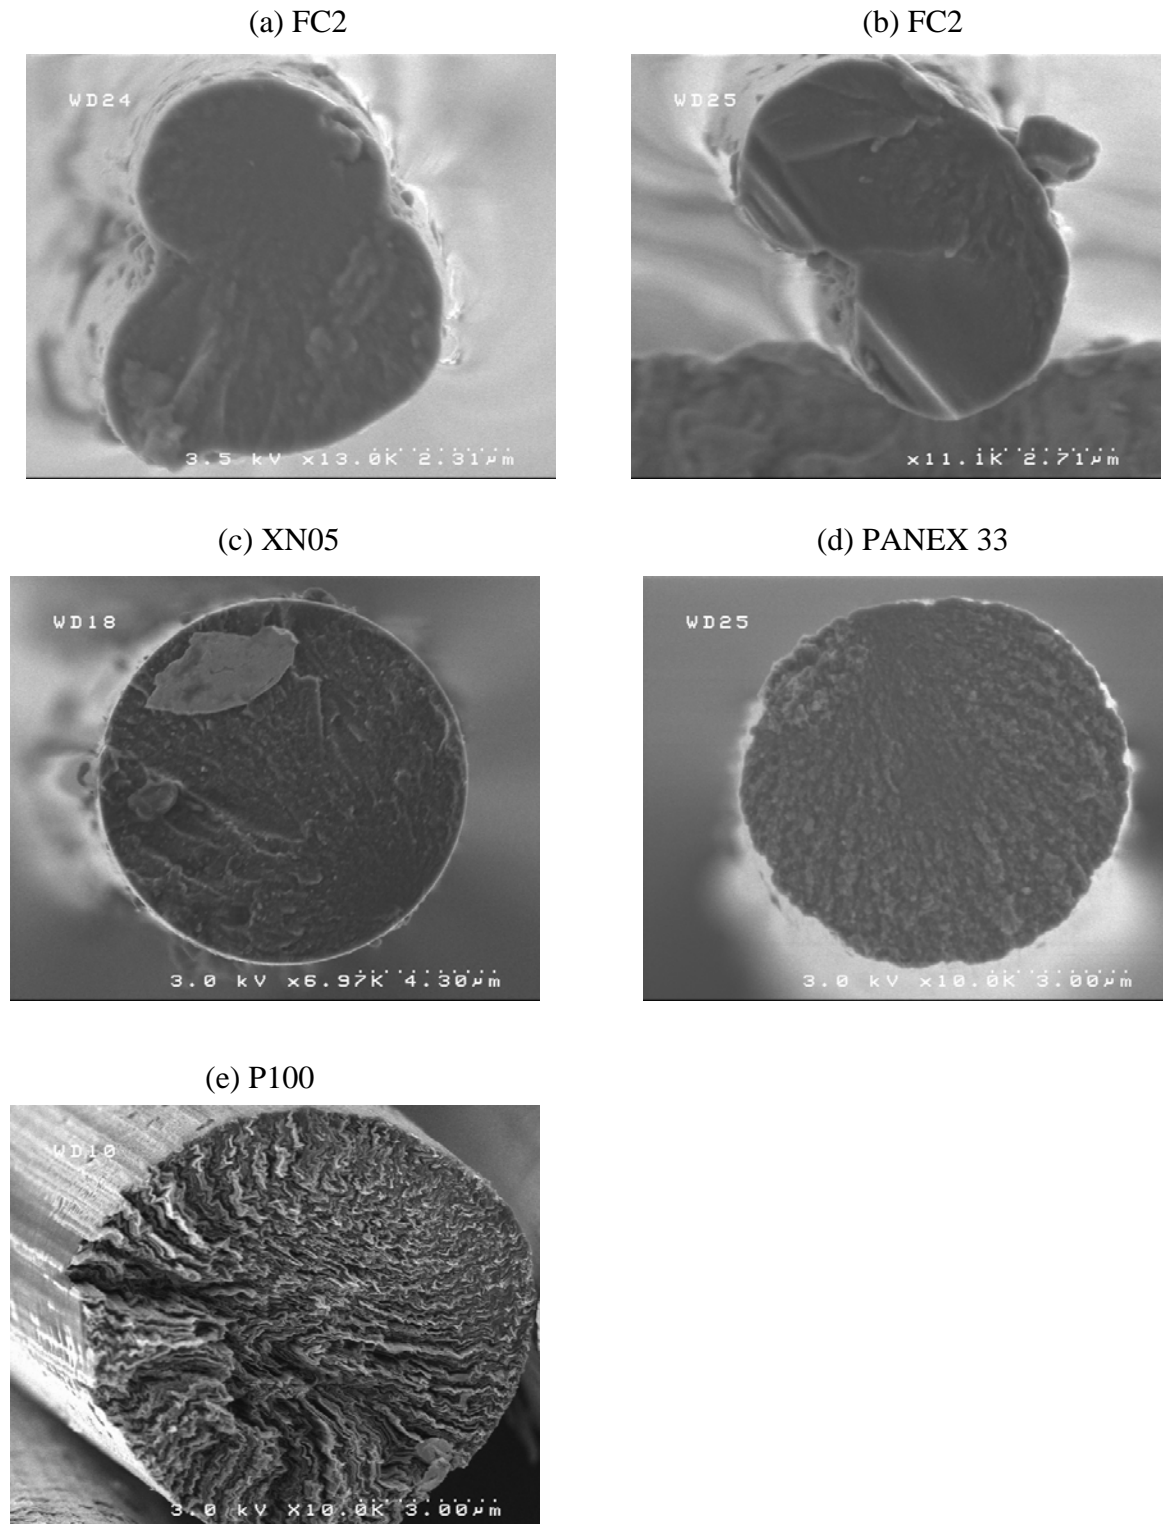 (a) FC2
(b) FC2
WD24
WD25
3.5 kV x13.0K 2.31µm
x11.1K 2.71µm
(c) XN05
(d) PANEX 33
WD18
WD25
3.0 kV x6.97K 4.30µm
3.0 kV x10.0K 3.00µm
(e) P100
WD10
3.0 kV X10.0K 3.00µm